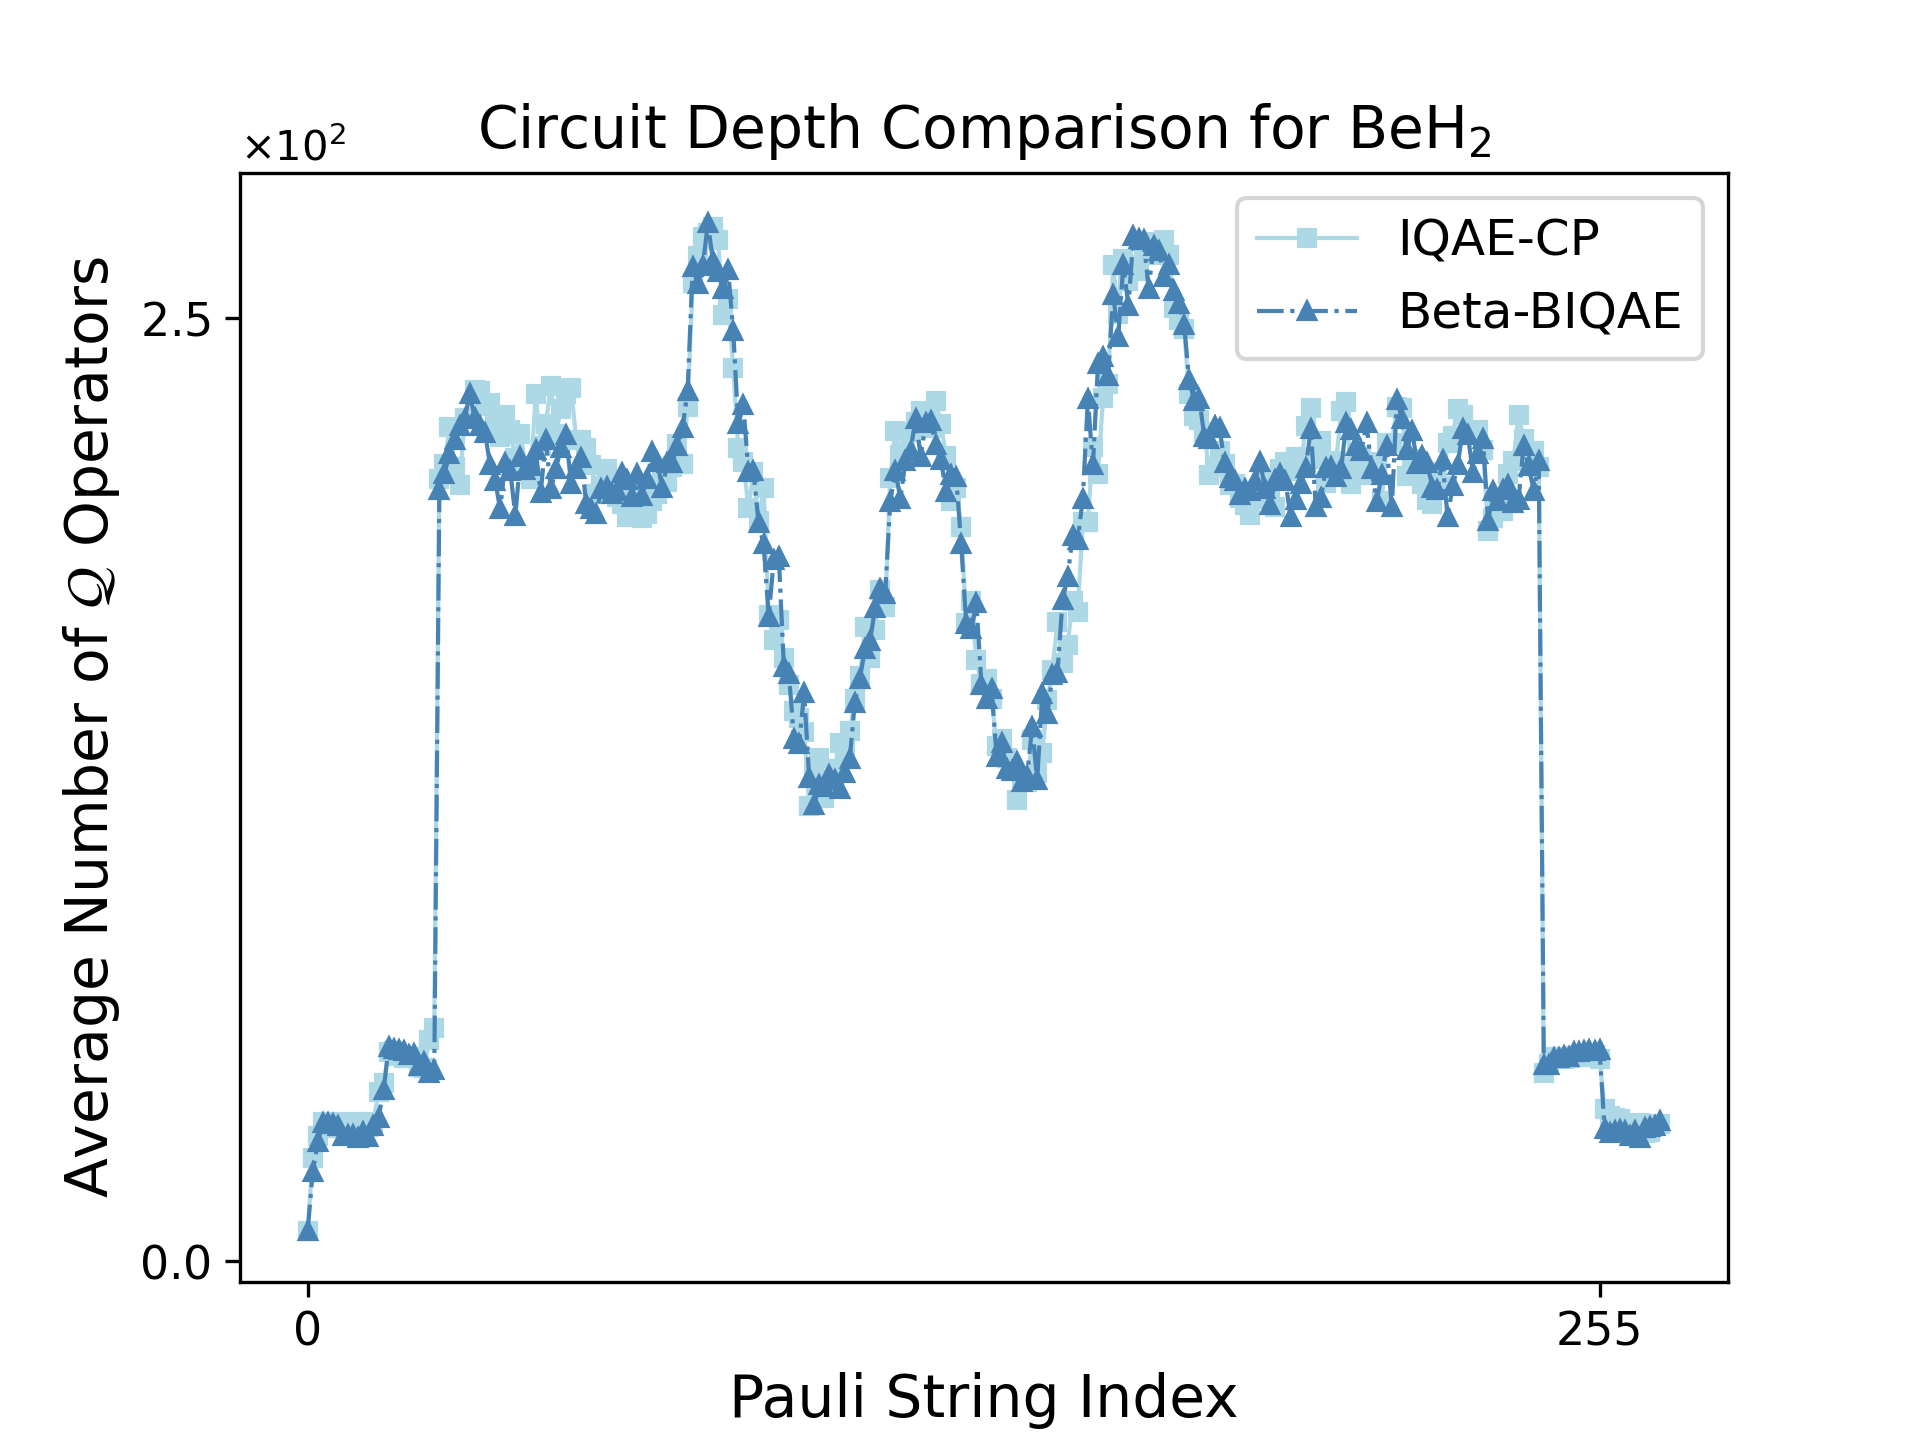 Circuit Depth Comparison for BeH₂
×10²
IQAE-CP
Beta-BIQAE
Average Number of 𝒬 Operators
2.5
0.0
0
255
Pauli String Index